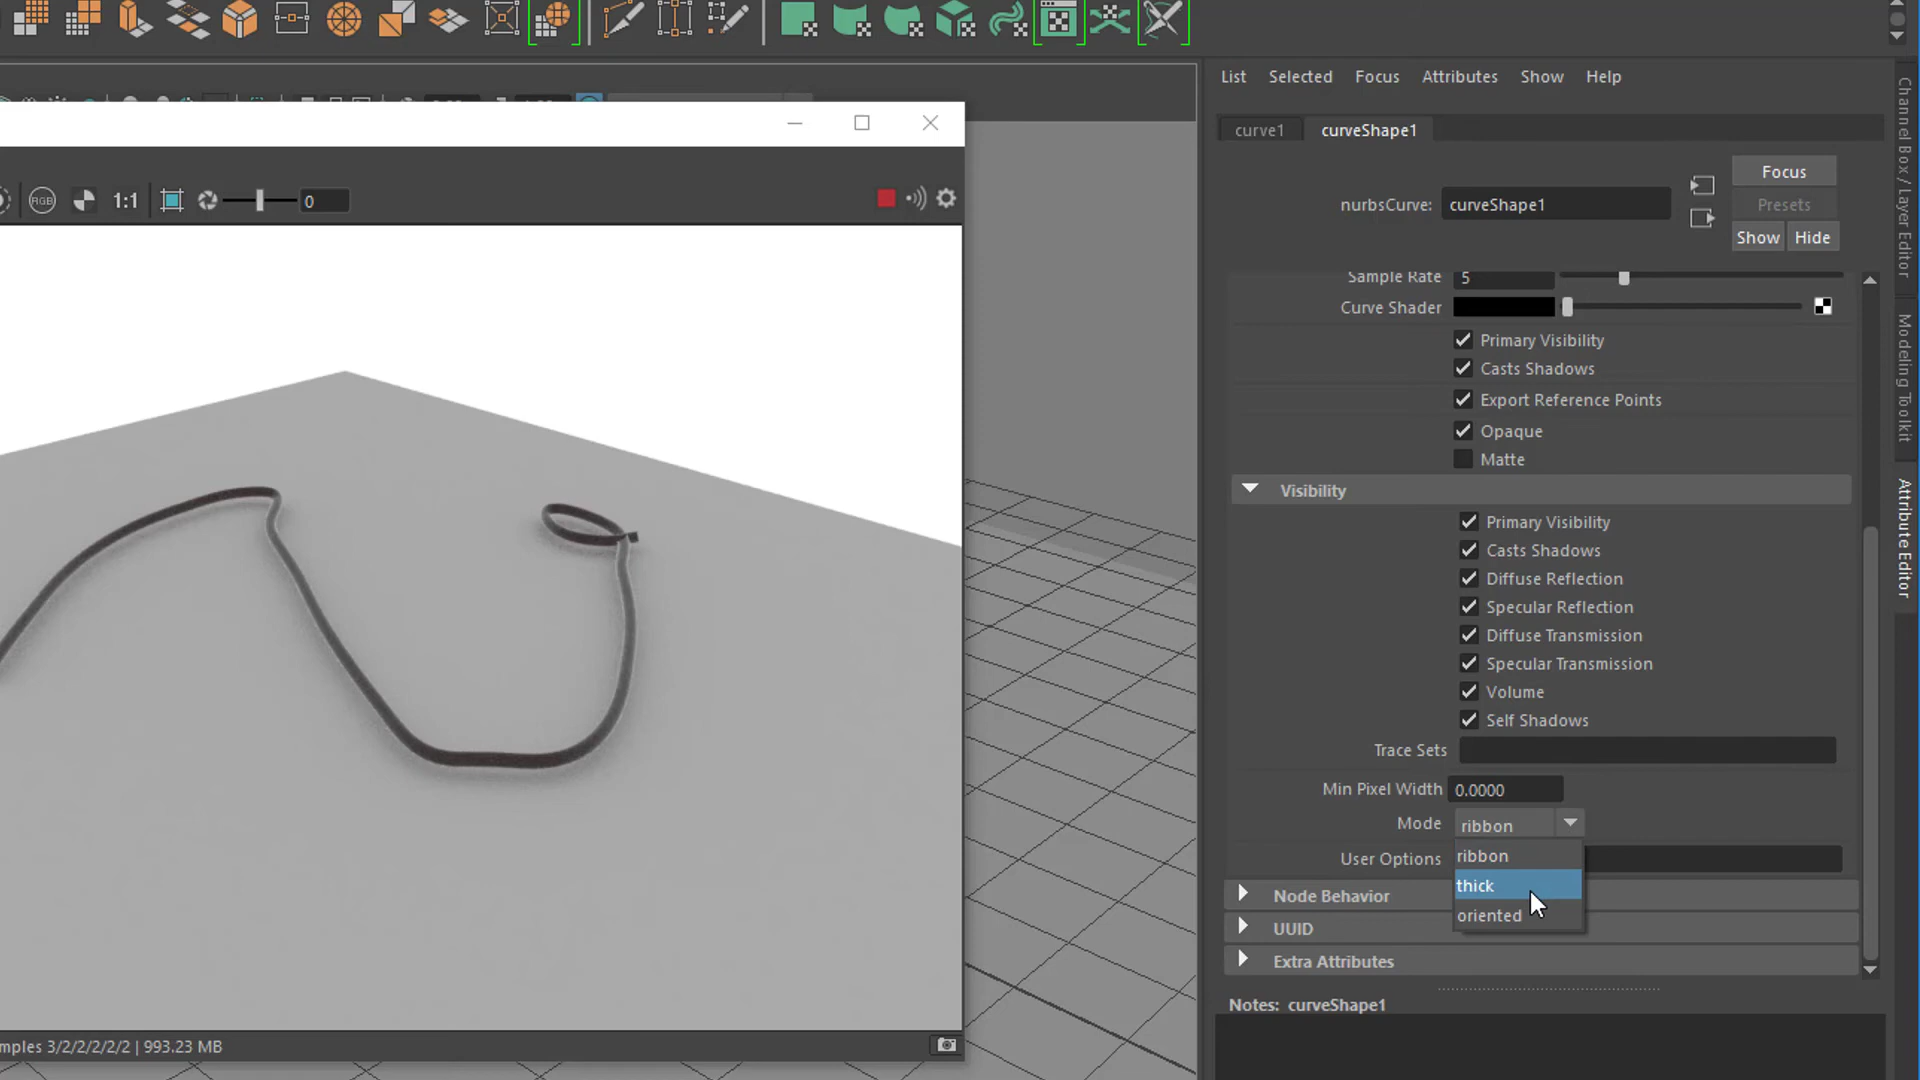 List Selected Focus Attributes Show Help
curve1 curveShape1
Focus
nurbsCurve: curveShape1
Presets
Show Hide
RGB 1:1 0
Sample Rate 5
Curve Shader
Primary Visibility
Casts Shadows
Export Reference Points
Opaque
Matte
Visibility
Primary Visibility
Casts Shadows
Diffuse Reflection
Specular Reflection
Diffuse Transmission
Specular Transmission
Volume
Self Shadows
Trace Sets
Min Pixel Width 0.0000
Mode ribbon
User Options
ribbon
thick
oriented
Node Behavior
UUID
Extra Attributes
Notes: curveShape1
mples 3/2/2/2/2/2 | 993.23 MB
Channel Box / Layer Editor
Modeling Toolkit
Attribute Editor